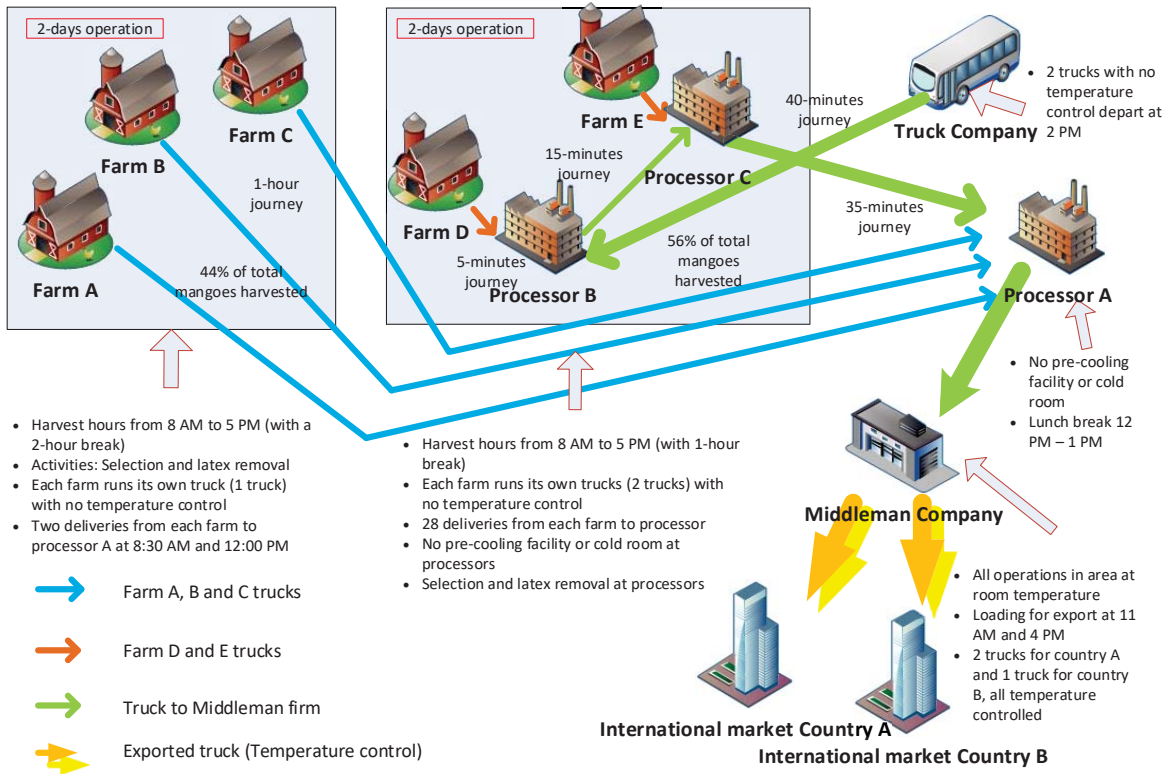 2-days operation
Farm C
Farm B
1-hour
journey
44% of total
mangoes harvested
Farm A
2-days operation
Farm E
15-minutes
journey
Processor C
Farm D
5-minutes
journey
Processor B
56% of total
mangoes
harvested
40-minutes
journey
Truck Company
• 2 trucks with no
temperature
control depart at
2 PM
35-minutes
journey
Processor A
• No pre-cooling
facility or cold
room
• Lunch break 12
PM – 1 PM
• Harvest hours from 8 AM to 5 PM (with a
2-hour break)
• Activities: Selection and latex removal
• Each farm runs its own truck (1 truck)
with no temperature control
• Two deliveries from each farm to
processor A at 8:30 AM and 12:00 PM
• Harvest hours from 8 AM to 5 PM (with 1-hour
break)
• Each farm runs its own trucks (2 trucks) with
no temperature control
• 28 deliveries from each farm to processor
• No pre-cooling facility or cold room at
processors
• Selection and latex removal at processors
Middleman Company
• All operations in area at
room temperature
• Loading for export at 11
AM and 4 PM
• 2 trucks for country A
and 1 truck for country
B, all temperature
controlled
Farm A, B and C trucks
Farm D and E trucks
Truck to Middleman firm
Exported truck (Temperature control)
International market Country A
International market Country B